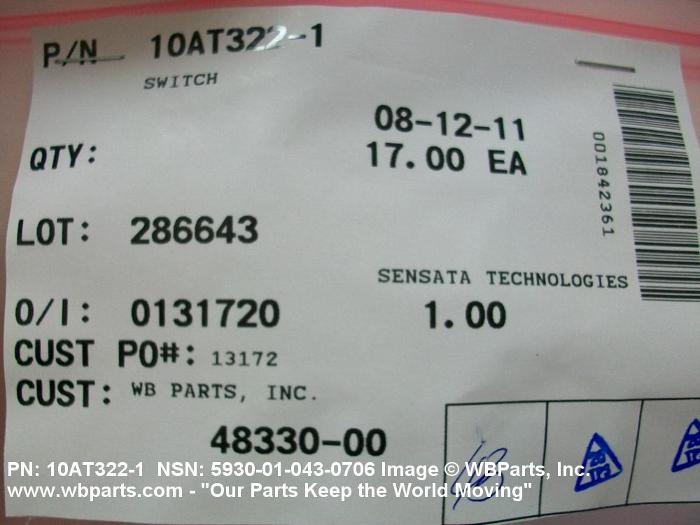 P/N 10AT322-1
SWITCH
08-12-11
QTY: 17.00 EA
LOT: 286643
SENSATA TECHNOLOGIES
O/I: 0131720 1.00
CUST PO#: 13172
CUST: WB PARTS, INC.
48330-00
001842361
PN: 10AT322-1 NSN: 5930-01-043-0706 Image © WBParts, Inc.
www.wbparts.com - "Our Parts Keep the World Moving"